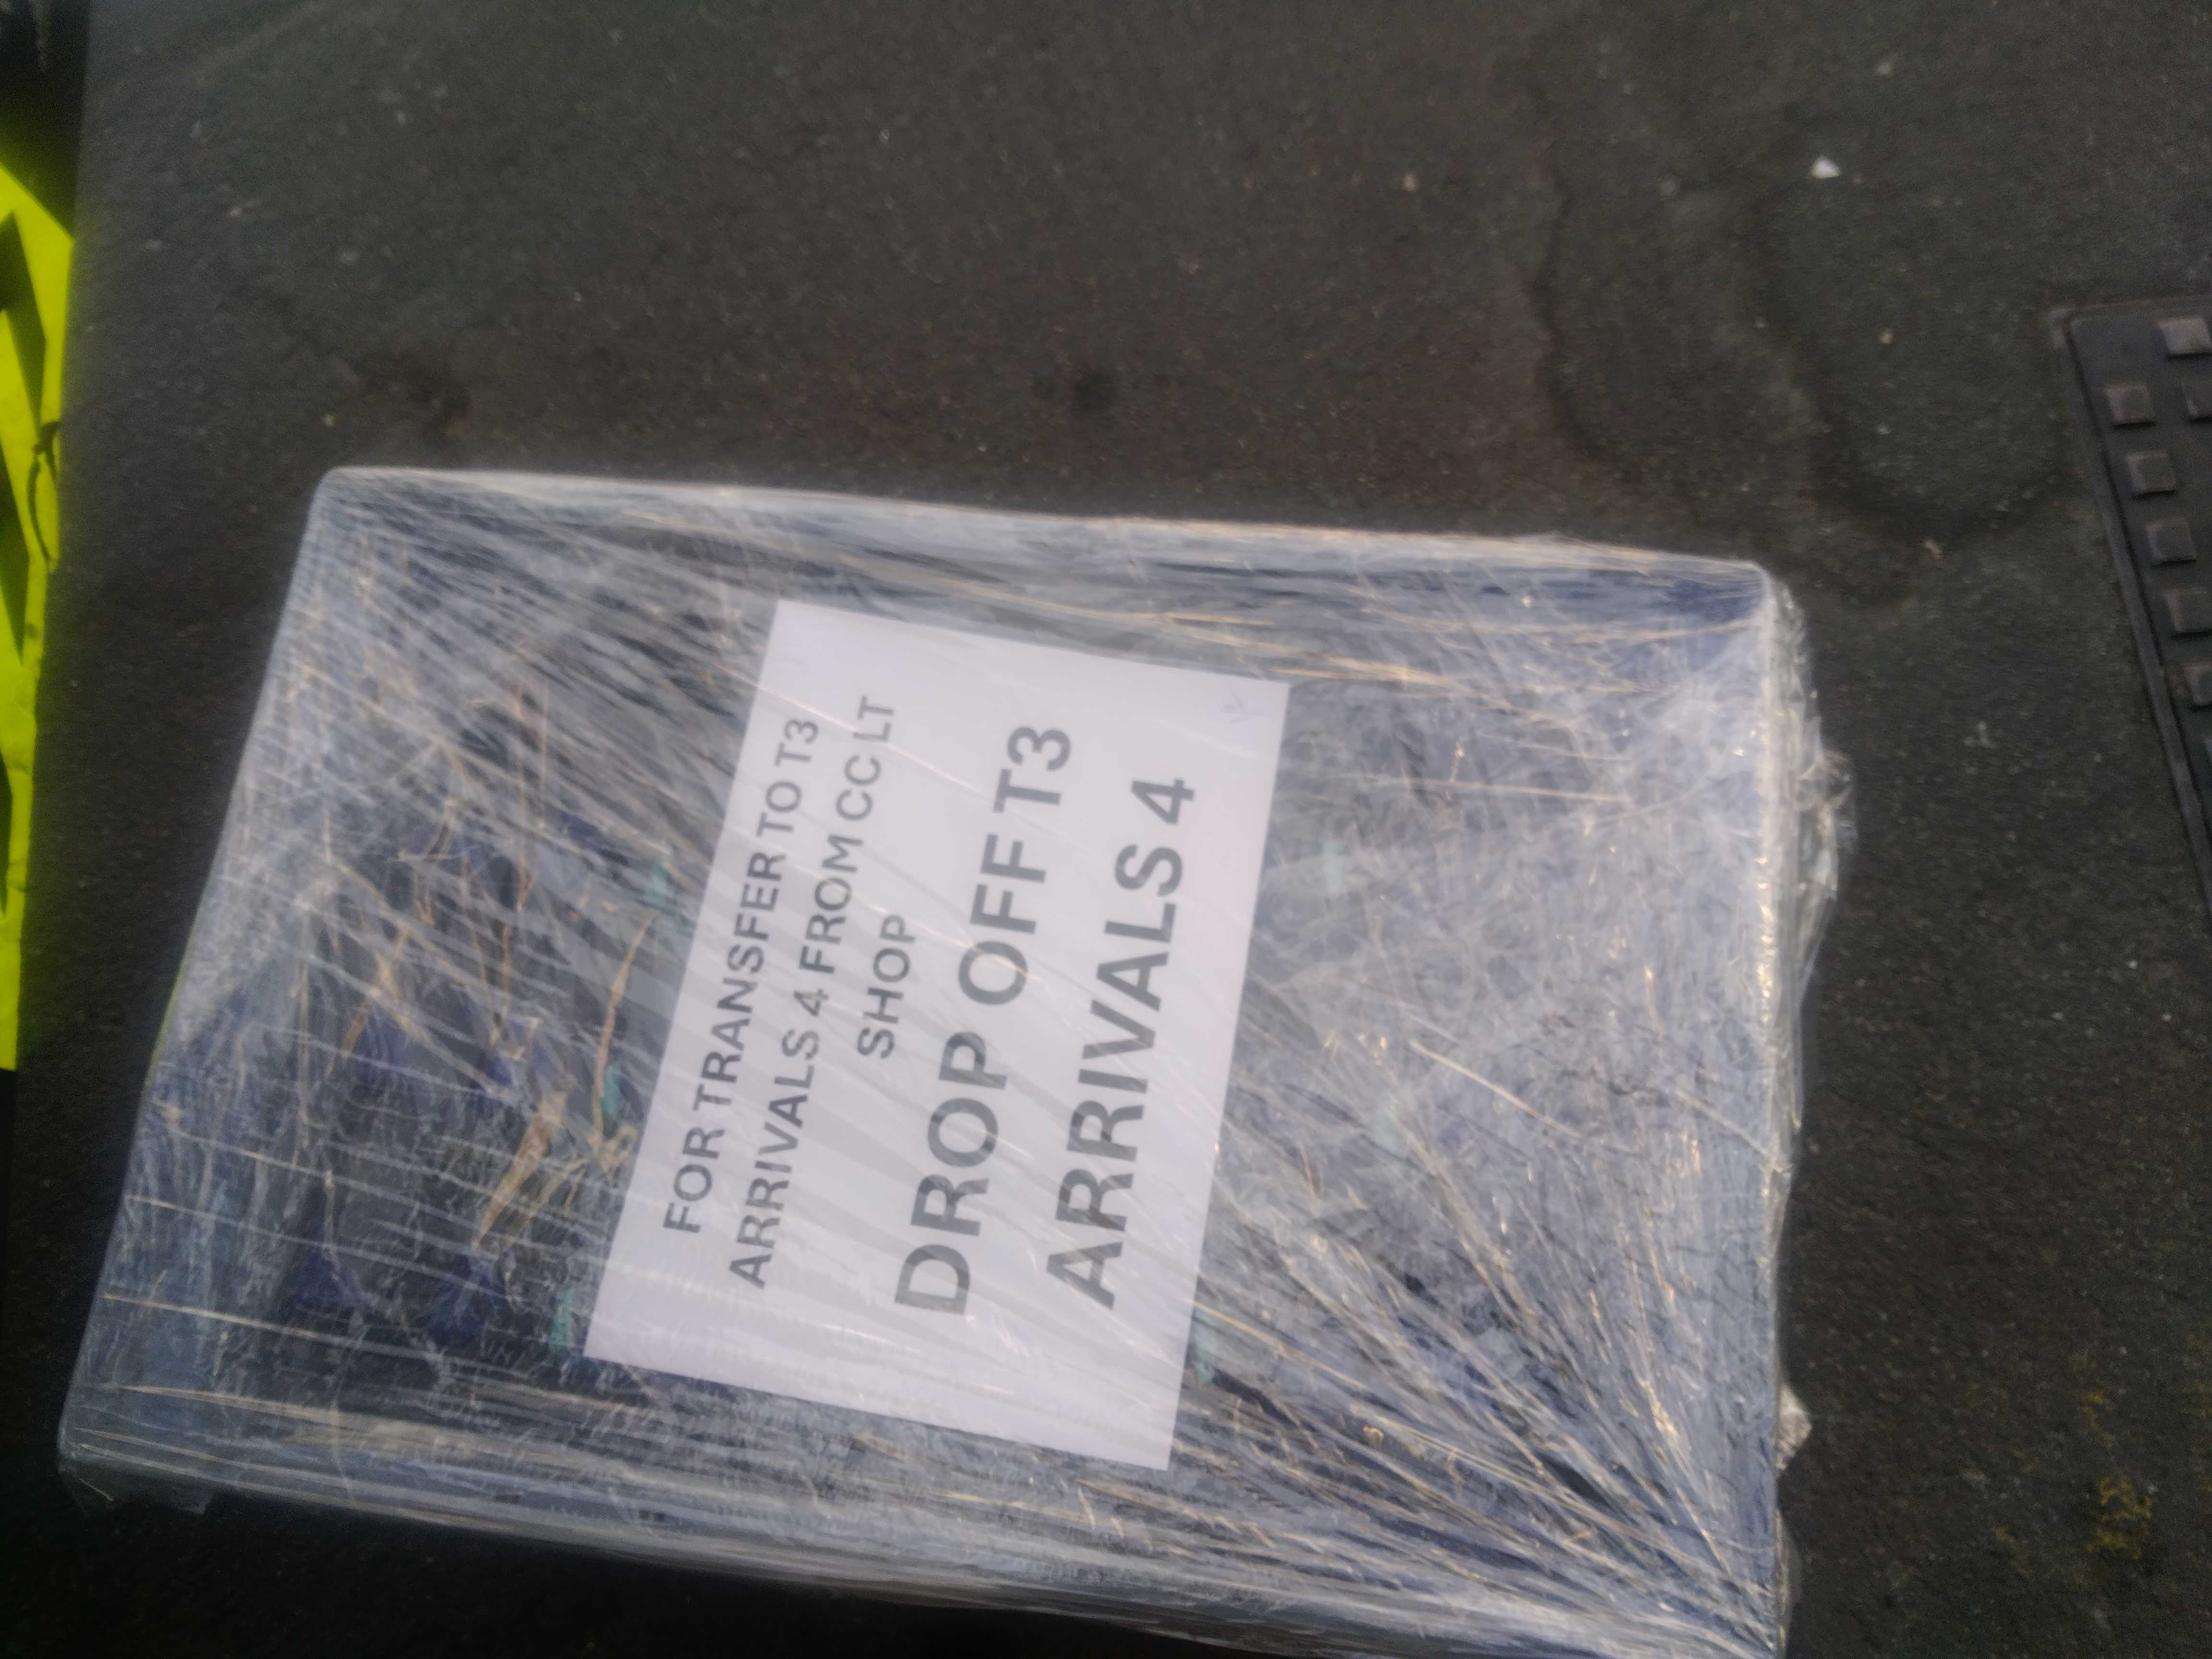 FOR TRANSFER TO T3
ARRIVALS 4 FROM CC LT
SHOP
DROP OFF T3
ARRIVALS 4